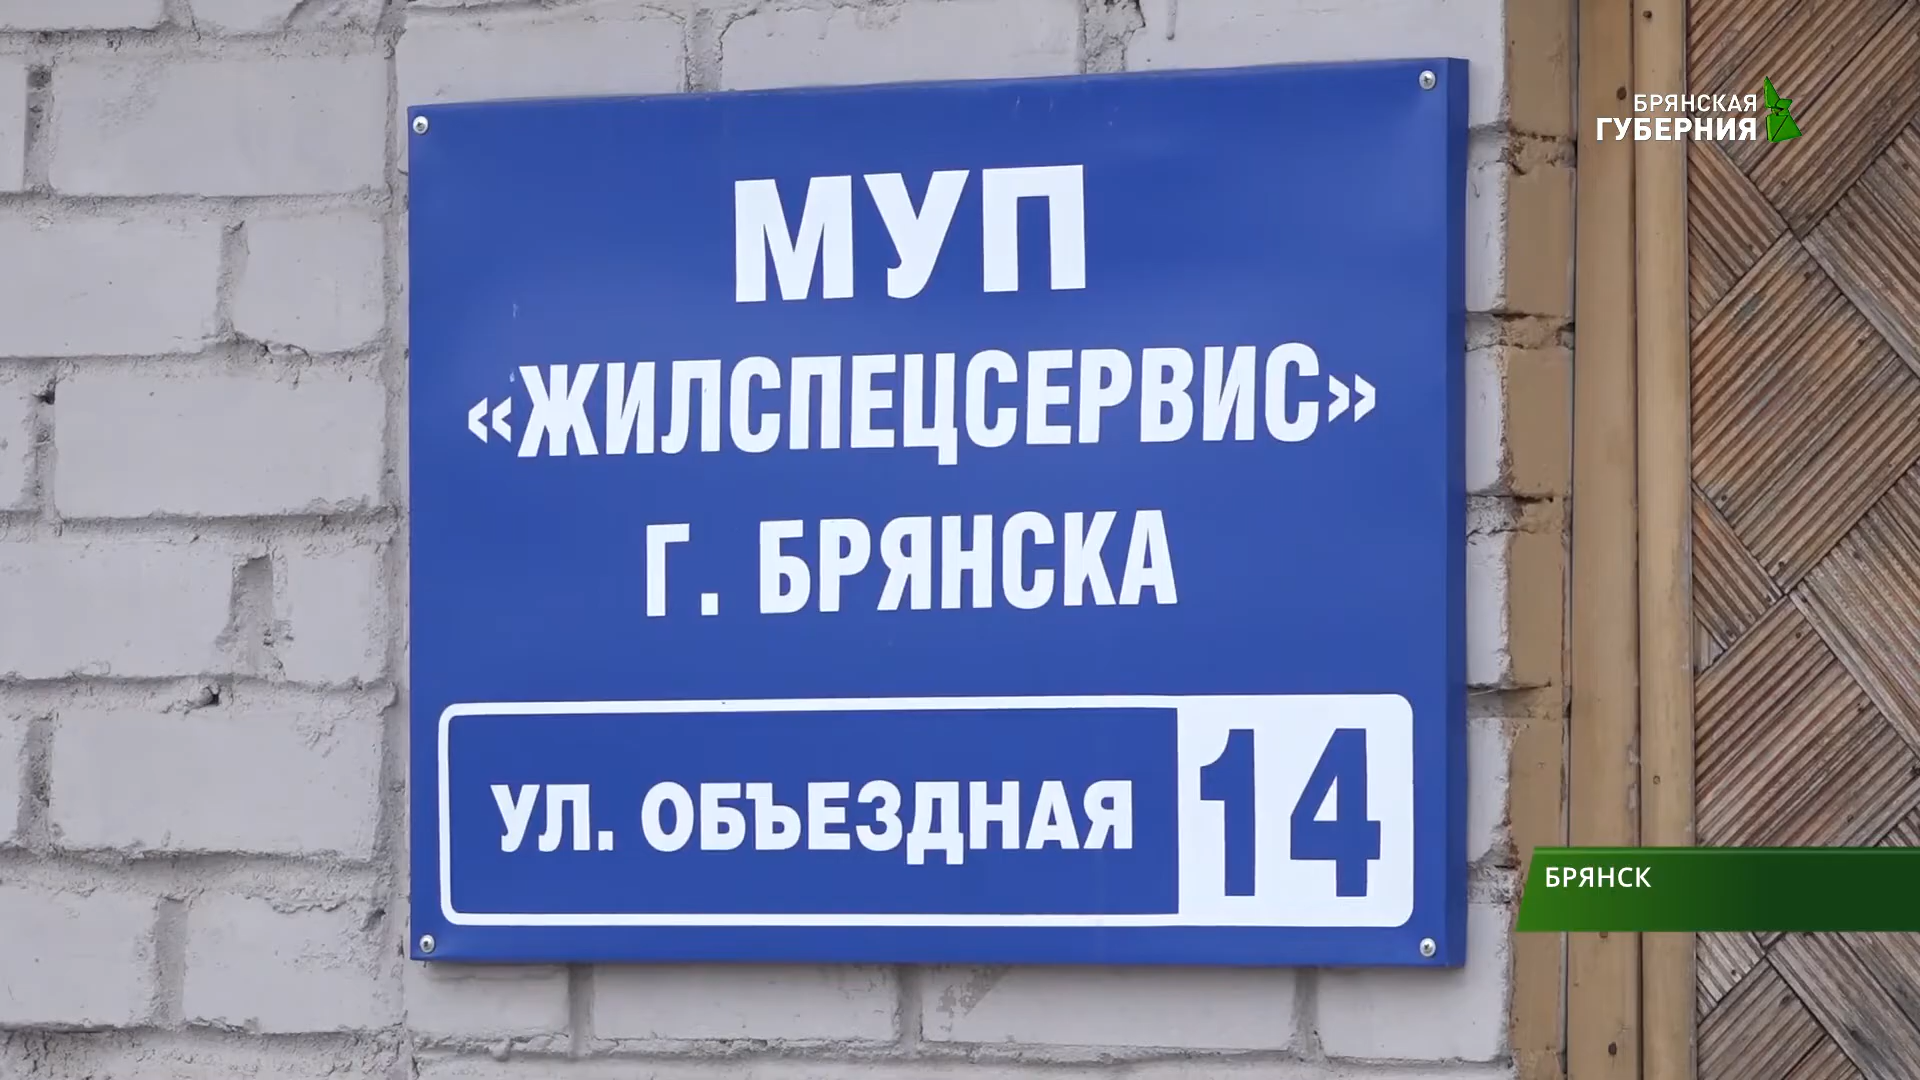 БРЯНСКАЯ
ГУБЕРНИЯ
МУП
«ЖИЛСПЕЦСЕРВИС»
Г. БРЯНСКА
УЛ. ОБЪЕЗДНАЯ 14
БРЯНСК